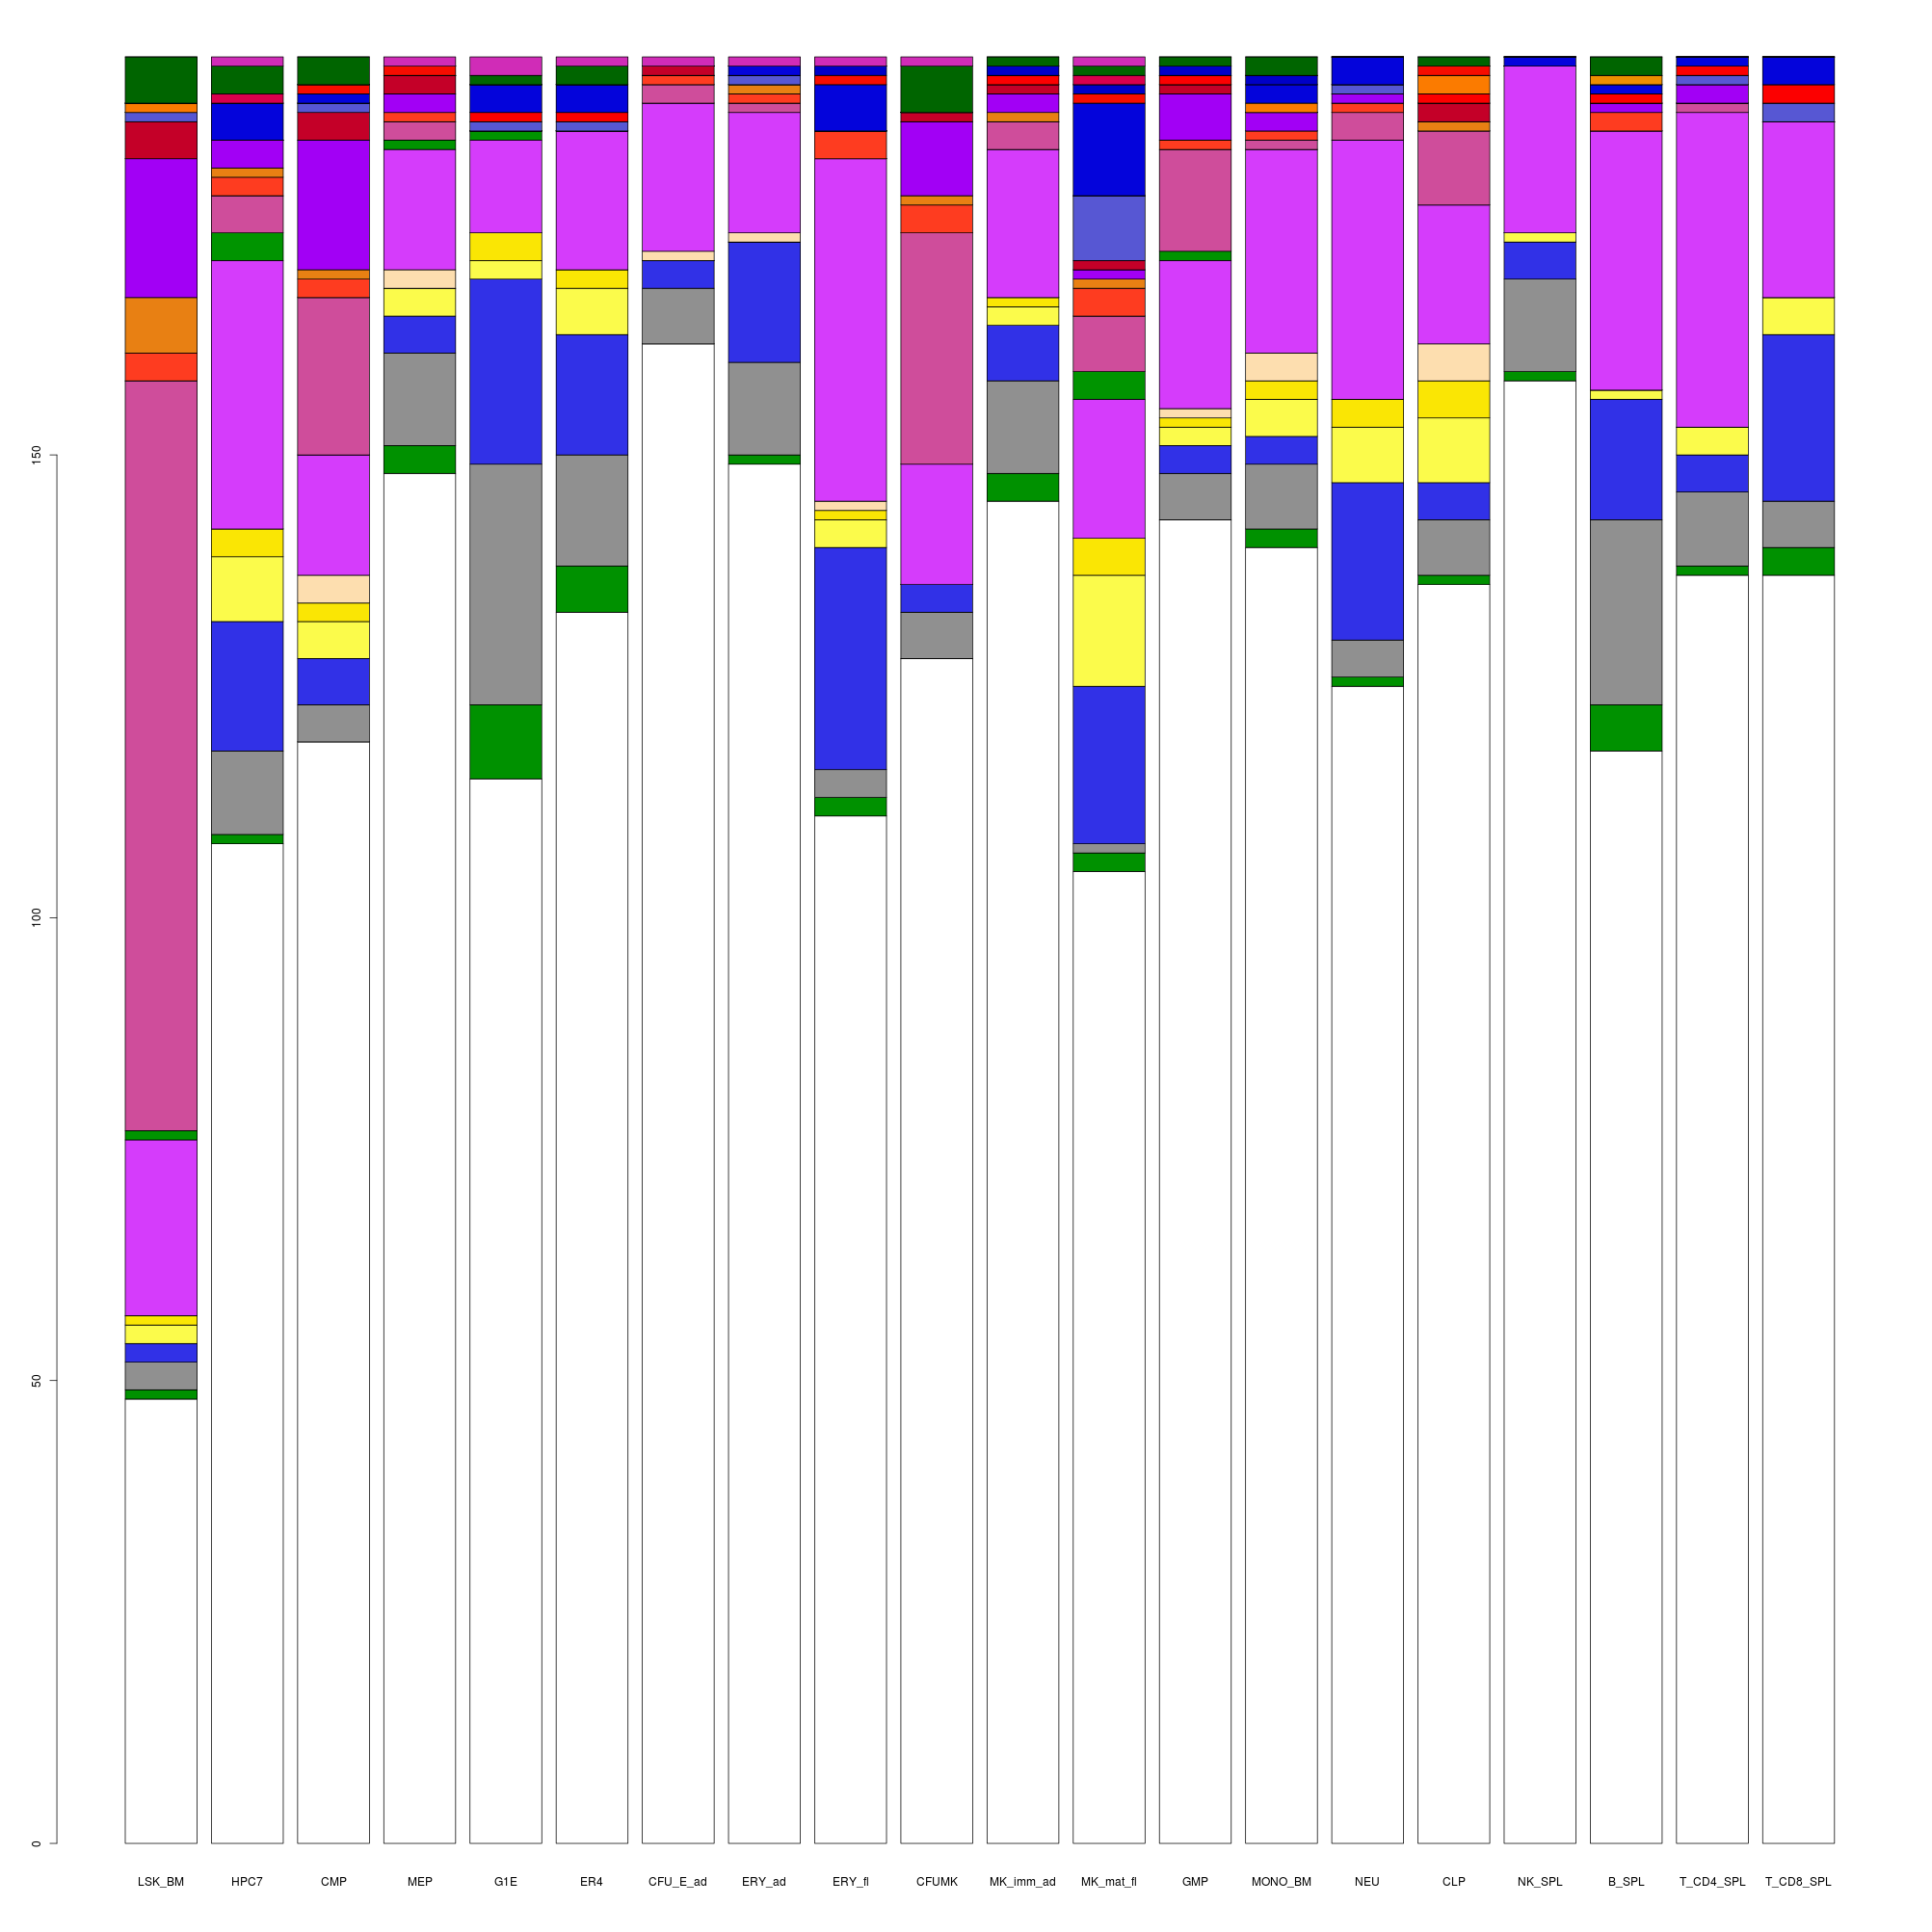 150
100
50
0
LSK_BM HPC7 CMP MEP G1E ER4 CFU_E_ad ERY_ad ERY_fl CFUMK MK_imm_ad MK_mat_fl GMP MONO_BM NEU CLP NK_SPL B_SPL T_CD4_SPL T_CD8_SPL